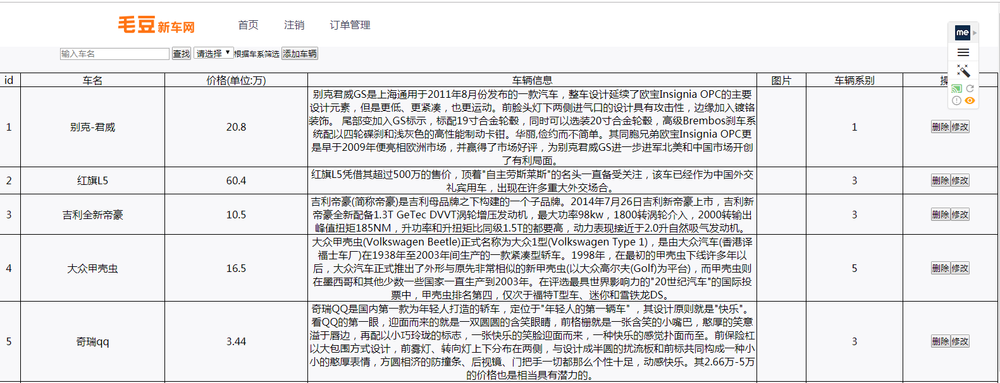 毛豆新车网 首页 注销 订单管理
输入车名 查找 请选择 根据车系筛选 添加车辆
me
id 车名 价格(单位:万) 车辆信息 图片 车辆系别
1 别克-君威 20.8
别克君威GS是上海通用于2011年8月份发布的一款汽车，整车设计延续了欧宝Insignia OPC的主要
设计元素，但是更低、更紧凑，也更运动。前脸头灯下两侧进气口的设计具有攻击性，边缘加入镀铬
装饰。 尾部变加入GS标示，标配19寸合金轮毂，同时可以选装20寸合金轮毂，高级Brembos刹车系
统配以四轮碟刹和浅灰色的高性能制动卡钳。华丽,俭约而不简单。其同胞兄弟欧宝Insignia OPC更
是早于2009年便亮相欧洲市场，并赢得了市场好评，为别克君威GS进一步进军北美和中国市场开创
了有利局面。
1 删除 修改
2 红旗L5 60.4
红旗L5凭借其超过500万的售价，顶着"自主劳斯莱斯"的名头一直备受关注，该车已经作为中国外交
礼宾用车，出现在许多重大外交场合。
3 删除 修改
3 吉利全新帝豪 10.5
吉利帝豪(简称帝豪)是吉利母品牌之下构建的一个子品牌。2014年7月26日吉利新帝豪上市，吉利新
帝豪全新配备1.3T GeTec DVVT涡轮增压发动机，最大功率98kw，1800转涡轮介入，2000转输出
峰值扭矩185NM，升功率和升扭矩比同级1.5T的都要高，动力表现接近于2.0升自然吸气发动机。
3 删除 修改
4 大众甲壳虫 16.5
大众甲壳虫(Volkswagen Beetle)正式名称为大众1型(Volkswagen Type 1)，是由大众汽车(香港译
福士车厂)在1938年至2003年间生产的一款紧凑型轿车。1998年，在最初的甲壳虫下线许多年以
后，大众汽车正式推出了外形与原先非常相似的新甲壳虫(以大众高尔夫(Golf)为平台)，而甲壳虫则
在墨西哥和其他少数一些国家一直生产到2003年。在评选最具世界影响力的"20世纪汽车"的国际投
票中，甲壳虫排名第四，仅次于福特T型车、迷你和雪铁龙DS。
5 删除 修改
5 奇瑞qq 3.44
奇瑞QQ是国内第一款为年轻人打造的轿车，定位于"年轻人的第一辆车" ，其设计原则就是"快乐"。
看QQ的第一眼，迎面而来的就是一双圆圆的含笑眼睛，前格栅就是一张含笑的小嘴巴，憨厚的笑意
溢于唇边，再配以小巧玲珑的标志，一张快乐的笑脸迎面而来，一种快乐的感觉扑面而至。前保险杠
以大包围方式设计，前雾灯、转向灯上下分布在两侧，与设计成半圆的扰流板和前标共同构成一种小
小的憨厚表情，方圆相济的防撞条、后视镜、门把手一切都那么个性十足，动感快乐。其2.66万-5万
的价格也是相当具有潜力的。
3 删除 修改